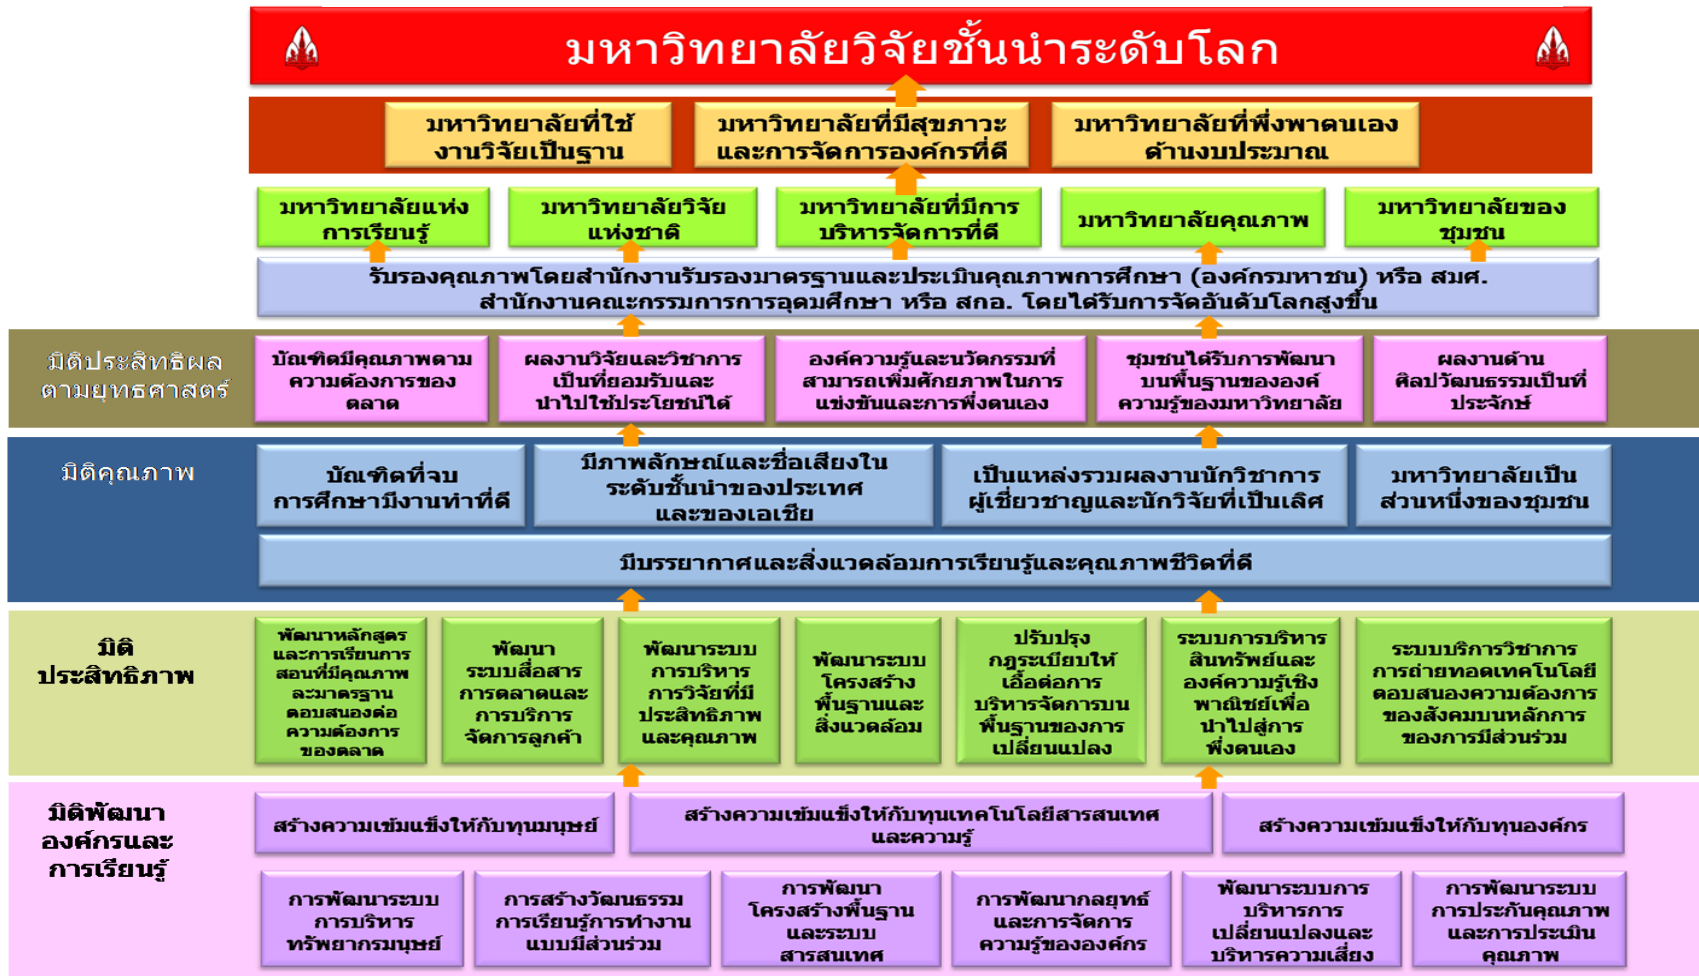 มหาวิทยาลัยวิจัยชั้นนำระดับโลก
มหาวิทยาลัยที่ใช้
งานวิจัยเป็นฐาน
มหาวิทยาลัยที่มีสุขภาวะ
และการจัดการองค์กรที่ดี
มหาวิทยาลัยที่พึ่งพาตนเอง
ด้านงบประมาณ
มหาวิทยาลัยแห่ง
การเรียนรู้
มหาวิทยาลัยวิจัย
แห่งชาติ
มหาวิทยาลัยที่มีการ
บริหารจัดการที่ดี
มหาวิทยาลัยคุณภาพ
มหาวิทยาลัยของ
ชุมชน
รับรองคุณภาพโดยสำนักงานรับรองมาตรฐานและประเมินคุณภาพการศึกษา (องค์กรมหาชน) หรือ สมศ.
สำนักงานคณะกรรมการการอุดมศึกษา หรือ สกอ. โดยได้รับการจัดอันดับโลกสูงขึ้น
มิติประสิทธิผล
ตามยุทธศาสตร์
บัณฑิตมีคุณภาพตาม
ความต้องการของ
ตลาด
ผลงานวิจัยและวิชาการ
เป็นที่ยอมรับและ
นำไปใช้ประโยชน์ได้
องค์ความรู้และนวัตกรรมที่
สามารถเพิ่มศักยภาพในการ
แข่งขันและการพึ่งตนเอง
ชุมชนได้รับการพัฒนา
บนพื้นฐานขององค์
ความรู้ของมหาวิทยาลัย
ผลงานด้าน
ศิลปวัฒนธรรมเป็นที่
ประจักษ์
มิติคุณภาพ
บัณฑิตที่จบ
การศึกษามีงานทำที่ดี
มีภาพลักษณ์และชื่อเสียงใน
ระดับชั้นนำของประเทศ
และของเอเชีย
เป็นแหล่งรวมผลงานนักวิชาการ
ผู้เชี่ยวชาญและนักวิจัยที่เป็นเลิศ
มหาวิทยาลัยเป็น
ส่วนหนึ่งของชุมชน
มีบรรยากาศและสิ่งแวดล้อมการเรียนรู้และคุณภาพชีวิตที่ดี
มิติ
ประสิทธิภาพ
พัฒนาหลักสูตร
และการเรียนการ
สอนที่มีคุณภาพ
ละมาตรฐาน
ตอบสนองต่อ
ความต้องการ
ของตลาด
พัฒนา
ระบบสื่อสาร
การตลาดและ
การบริการ
จัดการลูกค้า
พัฒนาระบบ
การบริหาร
การวิจัยที่มี
ประสิทธิภาพ
และคุณภาพ
พัฒนาระบบ
โครงสร้าง
พื้นฐานและ
สิ่งแวดล้อม
ปรับปรุง
กฎระเบียบให้
เอื้อต่อการ
บริหารจัดการบน
พื้นฐานของการ
เปลี่ยนแปลง
ระบบการบริหาร
สินทรัพย์และ
องค์ความรู้เชิง
พาณิชย์เพื่อ
นำไปสู่การ
พึ่งตนเอง
ระบบบริการวิชาการ
การถ่ายทอดเทคโนโลยี
ตอบสนองความต้องการ
ของสังคมบนหลักการ
ของการมีส่วนร่วม
มิติพัฒนา
องค์กรและ
การเรียนรู้
สร้างความเข้มแข็งให้กับทุนมนุษย์
สร้างความเข้มแข็งให้กับทุนเทคโนโลยีสารสนเทศ
และความรู้
สร้างความเข้มแข็งให้กับทุนองค์กร
การพัฒนาระบบ
การบริหาร
ทรัพยากรมนุษย์
การสร้างวัฒนธรรม
การเรียนรู้การทำงาน
แบบมีส่วนร่วม
การพัฒนา
โครงสร้างพื้นฐาน
และระบบ
สารสนเทศ
การพัฒนากลยุทธ์
และการจัดการ
ความรู้ขององค์กร
พัฒนาระบบการ
บริหารการ
เปลี่ยนแปลงและ
บริหารความเสี่ยง
การพัฒนาระบบ
การประกันคุณภาพ
และการประเมิน
คุณภาพ